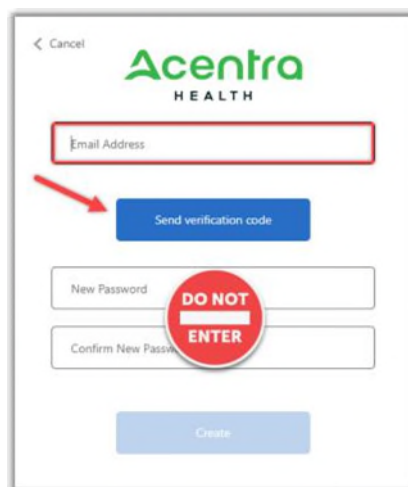 Cancel
Acentra
HEALTH
Email Address
Send verification code
New Password
DO NOT
ENTER
Confirm New Passw
Create